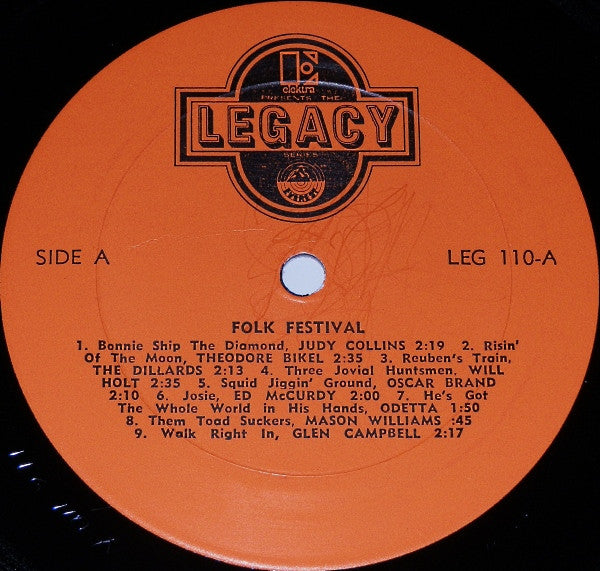 elektra
PRESENTS THE
LEGACY
SERIES
EVEREST
SIDE A
LEG 110-A
FOLK FESTIVAL
1. Bonnie Ship The Diamond, JUDY COLLINS 2:19 2. Risin'
Of The Moon, THEODORE BIKEL 2:35 3. Reuben's Train,
THE DILLARDS 2:13 4. Three Jovial Huntsmen, WILL
HOLT 2:35 5. Squid Jiggin' Ground, OSCAR BRAND
2:10 6. Josie, ED McCURDY 2:00 7. He's Got
The Whole World in His Hands, ODETTA 1:50
8. Them Toad Suckers, MASON WILLIAMS :45
9. Walk Right In, GLEN CAMPBELL 2:17